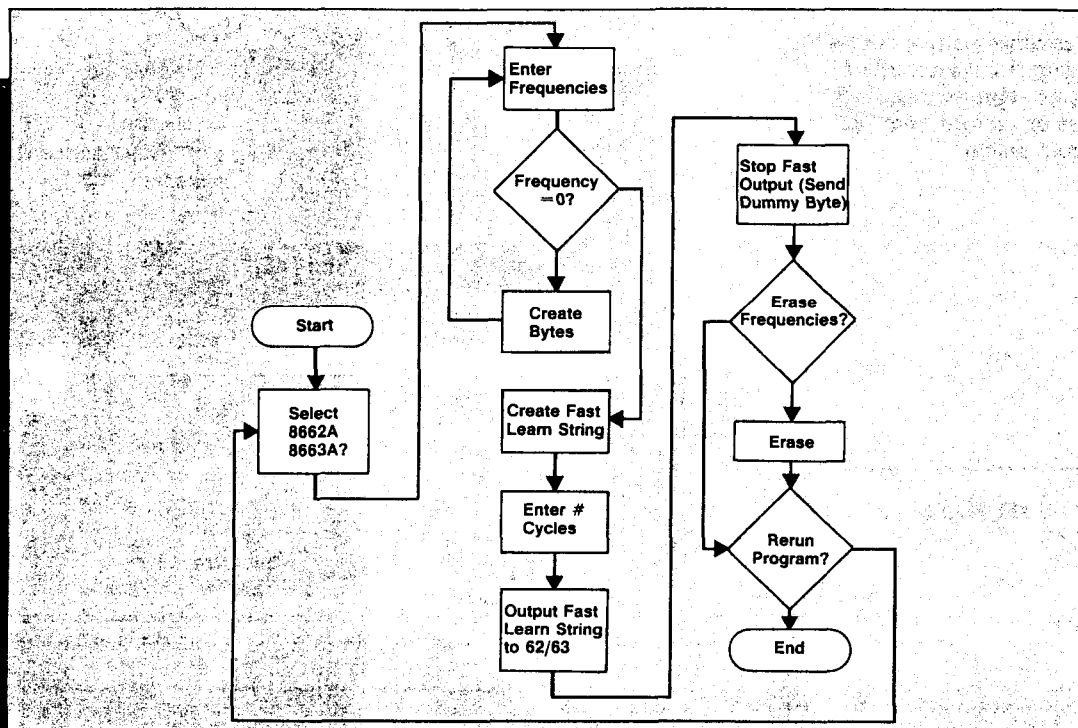 Start
Select
8662A
8663A?
Enter
Frequencies
Frequency
=0?
Create
Bytes
Create Fast
Learn String
Enter #
Cycles
Output Fast
Learn String
to 62/63
Stop Fast
Output (Send
Dummy Byte)
Erase
Frequencies?
Erase
Rerun
Program?
End